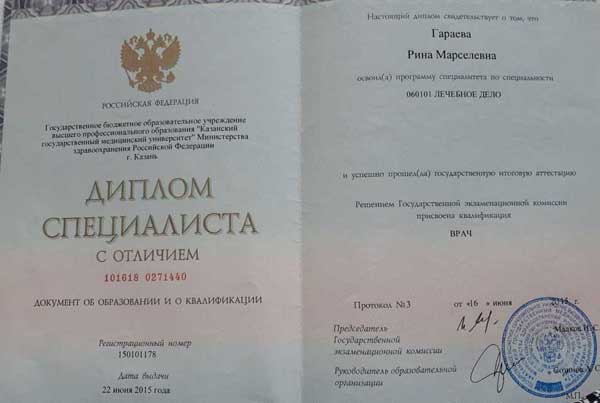 РОССИЙСКАЯ ФЕДЕРАЦИЯ
Государственное бюджетное образовательное учреждение
высшего профессионального образования "Казанский
государственный медицинский университет" Министерства
здравоохранения Российской Федерации
г. Казань
ДИПЛОМ
СПЕЦИАЛИСТА
С ОТЛИЧИЕМ
101618 0271440
ДОКУМЕНТ ОБ ОБРАЗОВАНИИ И О КВАЛИФИКАЦИИ
Регистрационный номер
150101178
Дата выдачи
22 июня 2015 года
Настоящий диплом свидетельствует о том, что
Гараева
Рина Марселевна
освоил(а) программу специалитета по специальности
060101 ЛЕЧЕБНОЕ ДЕЛО
и успешно прошел(ла) государственную итоговую аттестацию
Решением Государственной экзаменационной комиссии
присвоена квалификация
ВРАЧ
Протокол №3 от «16 » июня 2015 г.
Председатель
Государственной
экзаменационной комиссии
Руководитель образовательной
организации
М.П.